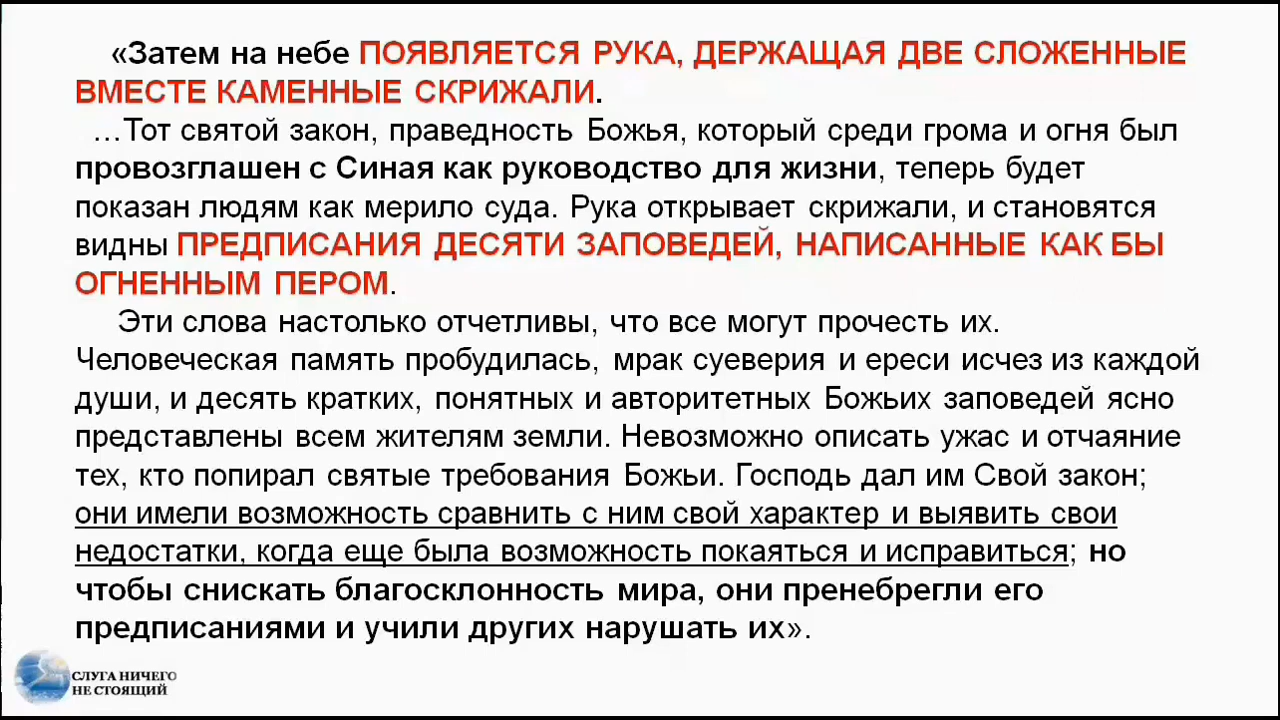 «Затем на небе ПОЯВЛЯЕТСЯ РУКА, ДЕРЖАЩАЯ ДВЕ СЛОЖЕННЫЕ
ВМЕСТЕ КАМЕННЫЕ СКРИЖАЛИ.
…Тот святой закон, праведность Божья, который среди грома и огня был
провозглашен с Синая как руководство для жизни, теперь будет
показан людям как мерило суда. Рука открывает скрижали, и становятся
видны ПРЕДПИСАНИЯ ДЕСЯТИ ЗАПОВЕДЕЙ, НАПИСАННЫЕ КАК БЫ
ОГНЕННЫМ ПЕРОМ.
Эти слова настолько отчетливы, что все могут прочесть их.
Человеческая память пробудилась, мрак суеверия и ереси исчез из каждой
души, и десять кратких, понятных и авторитетных Божьих заповедей ясно
представлены всем жителям земли. Невозможно описать ужас и отчаяние
тех, кто попирал святые требования Божьи. Господь дал им Свой закон;
они имели возможность сравнить с ним свой характер и выявить свои
недостатки, когда еще была возможность покаяться и исправиться; но
чтобы снискать благосклонность мира, они пренебрегли его
предписаниями и учили других нарушать их».
СЛУГА НИЧЕГО
НЕ СТОЯЩИЙ